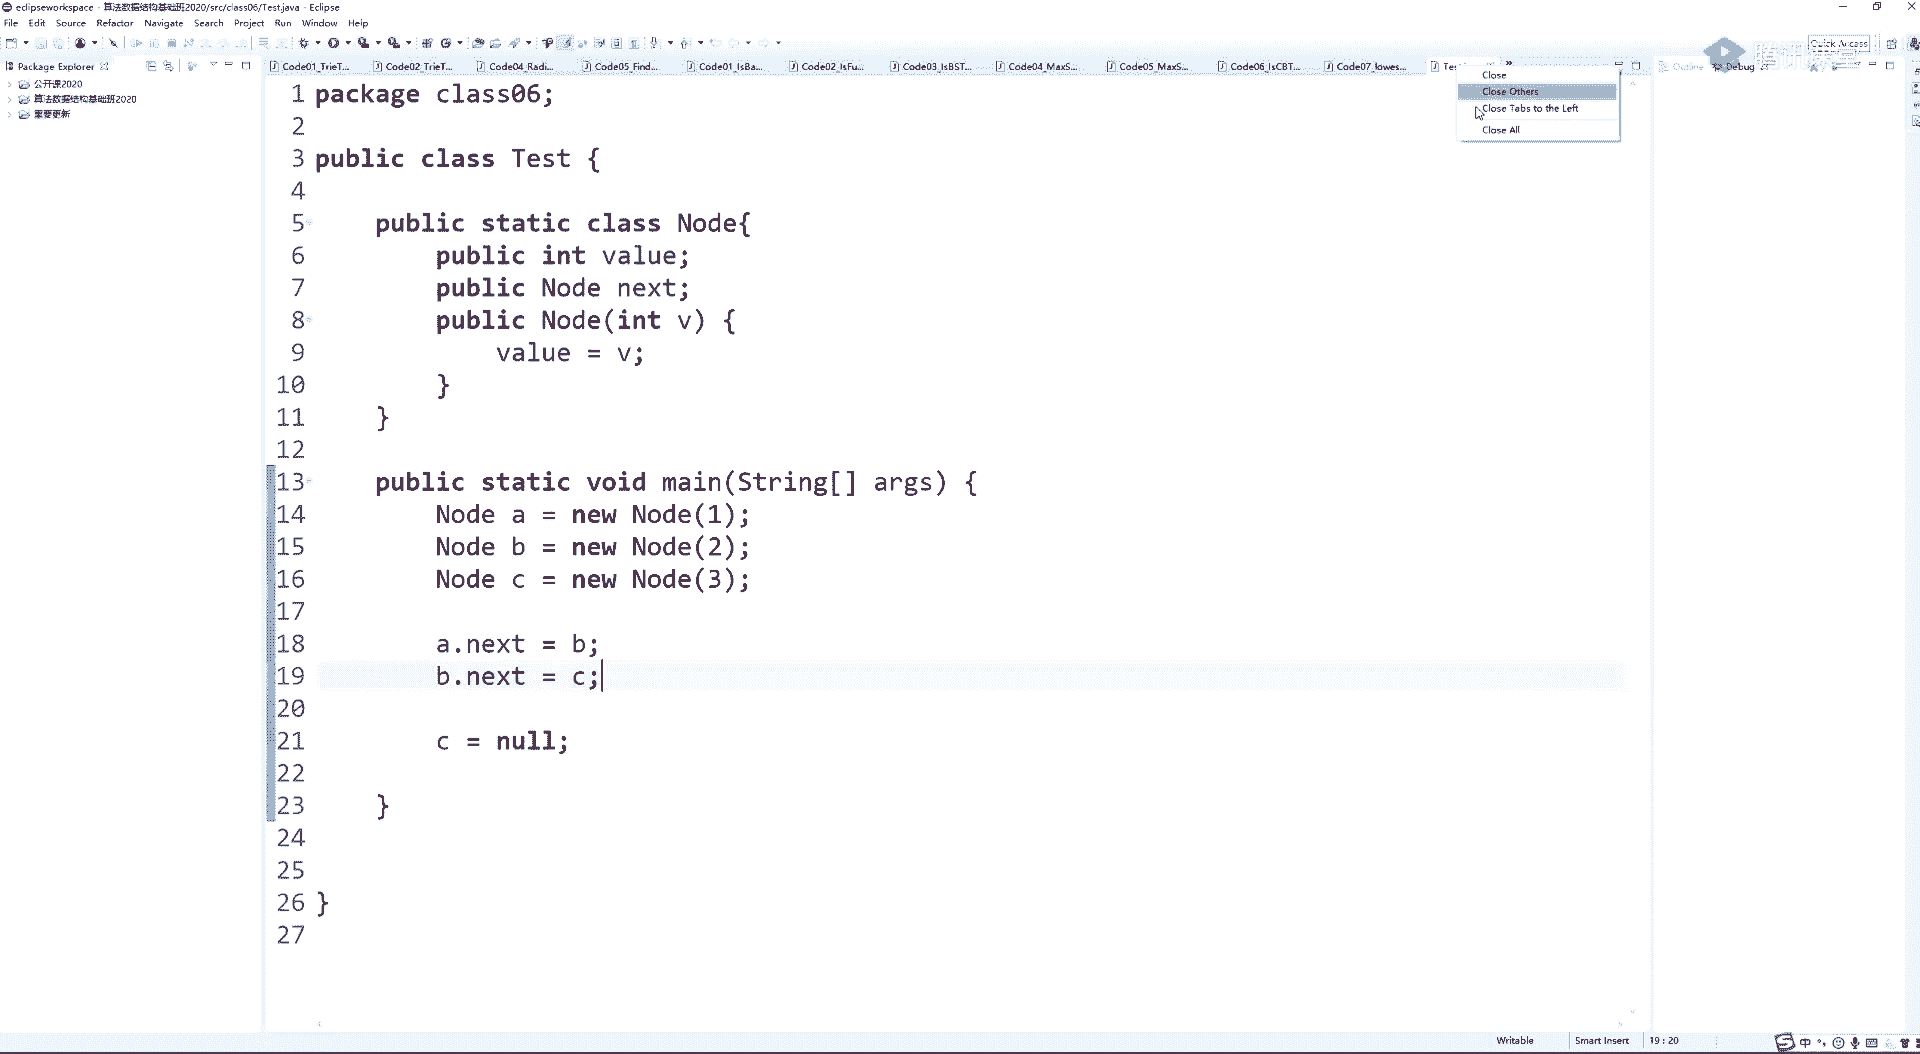 eclipseworkspace - 算法数据结构基础班2020/src/class06/Test.java - Eclipse
File Edit Source Refactor Navigate Search Project Run Window Help
Quick Access
Package Explorer
Code01_TrieT...
Code02_TrieT...
Code04_Radi...
Code05_Find...
Code01_IsBa...
Code02_IsFu...
Code03_IsBST...
Code04_MaxS...
Code05_MaxS...
Code06_IsCBT...
Code07_lowes...
Outline
Debug
腾讯课堂
公开课2020
算法数据结构基础班2020
重要更新
Close
Close Others
Close Tabs to the Left
Close All
1 package class06;
2
3 public class Test {
4
5 public static class Node{
6 public int value;
7 public Node next;
8 public Node(int v) {
9 value = v;
10 }
11 }
12
13 public static void main(String[] args) {
14 Node a = new Node(1);
15 Node b = new Node(2);
16 Node c = new Node(3);
17
18 a.next = b;
19 b.next = c;
20
21 c = null;
22
23 }
24
25
26 }
27
Writable
Smart Insert
19 : 20
中